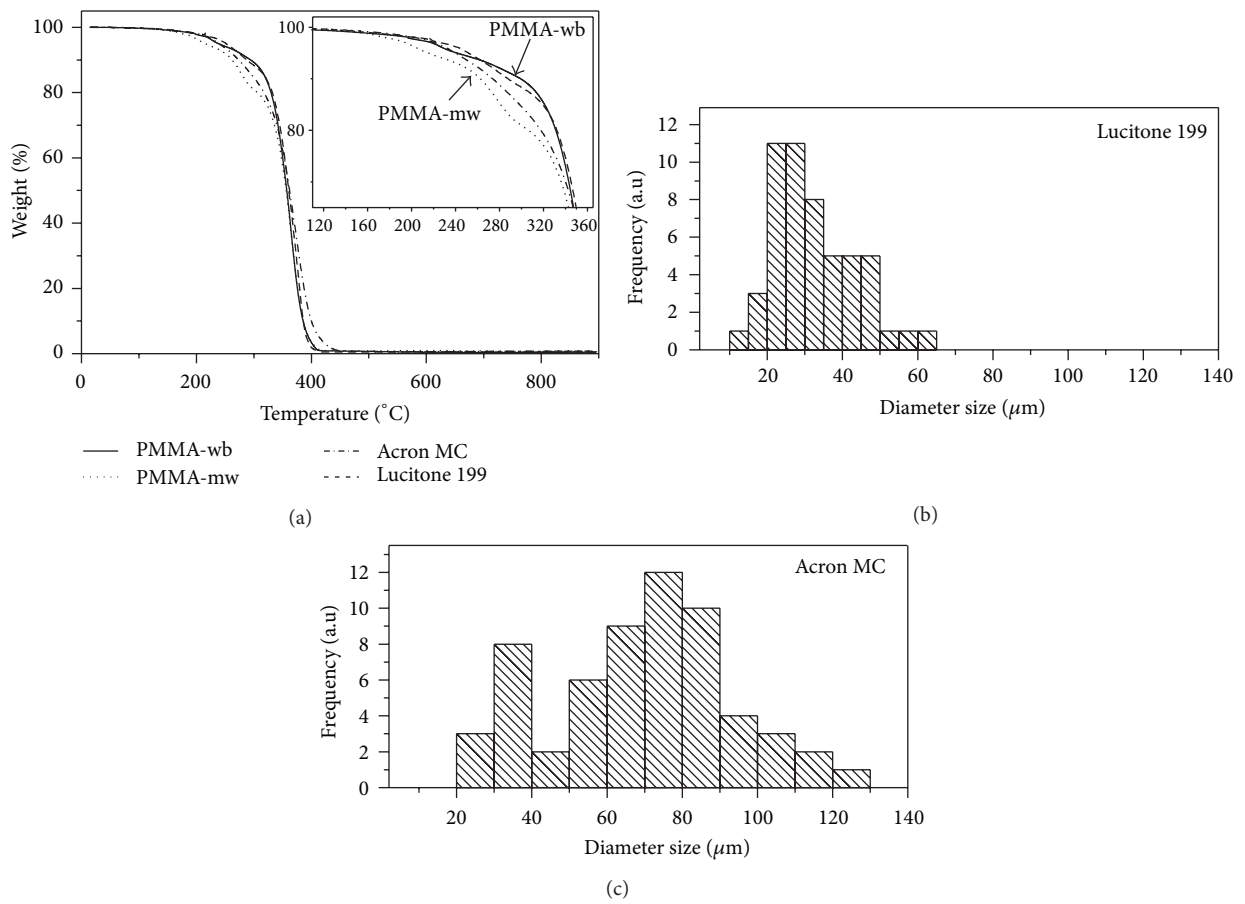 100
80
60
40
20
0
Weight (%)
0 200 400 600 800
Temperature (˚C)
100
80
120 160 200 240 280 320 360
PMMA-wb
PMMA-mw
PMMA-wb
PMMA-mw
Acron MC
Lucitone 199
(a)
12
10
8
6
4
2
0
Frequency (a.u)
Lucitone 199
20 40 60 80 100 120 140
Diameter size (μm)
(b)
12
10
8
6
4
2
0
Frequency (a.u)
Acron MC
20 40 60 80 100 120 140
Diameter size (μm)
(c)